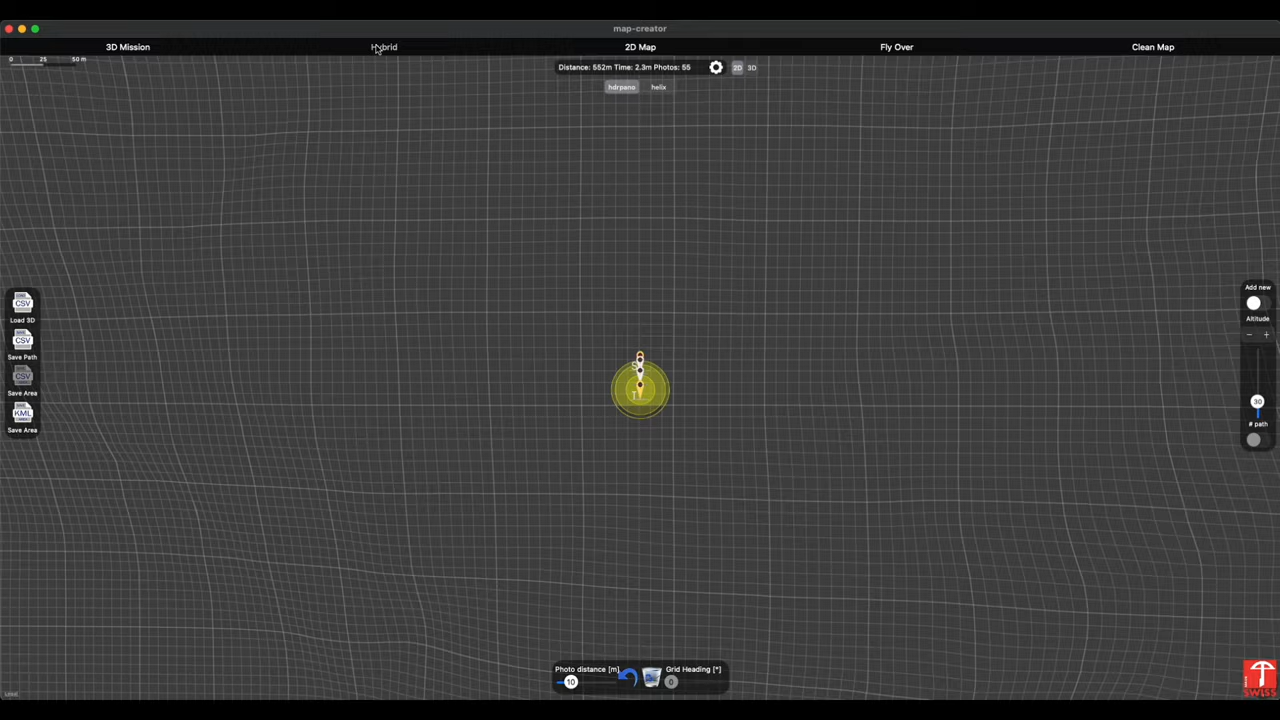 map-creator
3D Mission
Hybrid
2D Map
Fly Over
Clean Map
0 25 50 m
Distance: 552m Time: 2.3m Photos: 55
2D 3D
hdrpano helix
CSV
Load 3D
CSV
Save Path
CSV
Save Area
KML
Save Area
Add new
Altitude
− +
30
# path
S
Photo distance [m]
10
Grid Heading [°]
0
SWISS